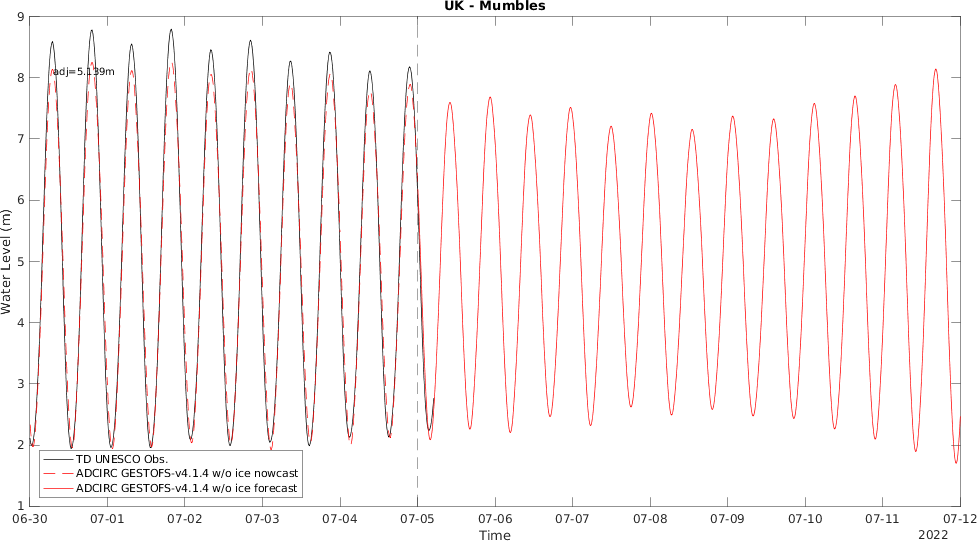 UK - Mumbles
9
8
7
6
5
4
3
2
1
Water Level (m)
adj=5.139m
TD UNESCO Obs.
ADCIRC GESTOFS-v4.1.4 w/o ice nowcast
ADCIRC GESTOFS-v4.1.4 w/o ice forecast
06-30 07-01 07-02 07-03 07-04 07-05 07-06 07-07 07-08 07-09 07-10 07-11 07-12
Time
2022